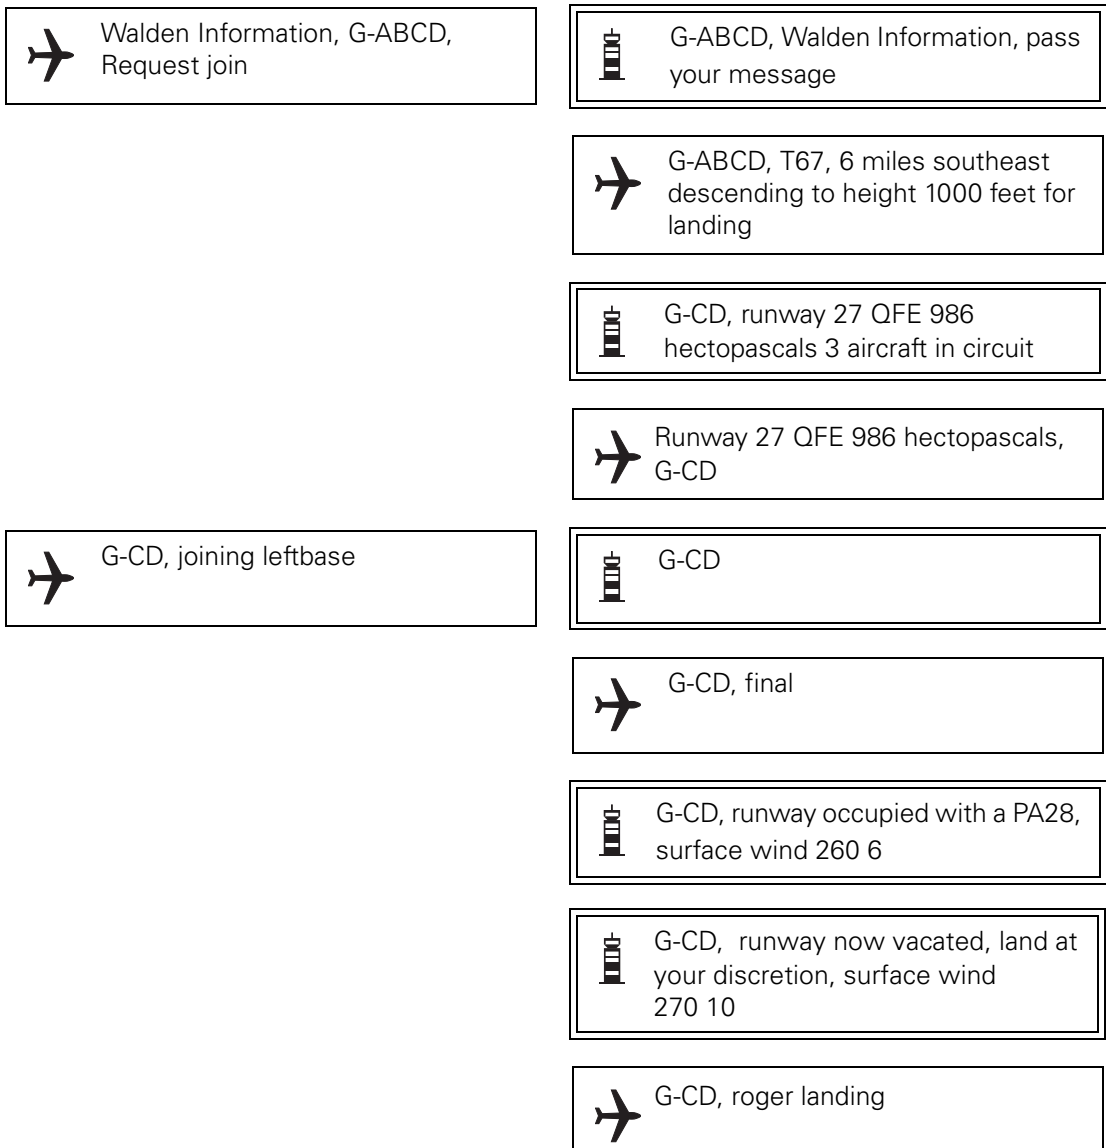 Walden Information, G-ABCD,
Request join
G-ABCD, Walden Information, pass
your message
G-ABCD, T67, 6 miles southeast
descending to height 1000 feet for
landing
G-CD, runway 27 QFE 986
hectopascals 3 aircraft in circuit
Runway 27 QFE 986 hectopascals,
G-CD
G-CD, joining leftbase
G-CD
G-CD, final
G-CD, runway occupied with a PA28,
surface wind 260 6
G-CD, runway now vacated, land at
your discretion, surface wind
270 10
G-CD, roger landing